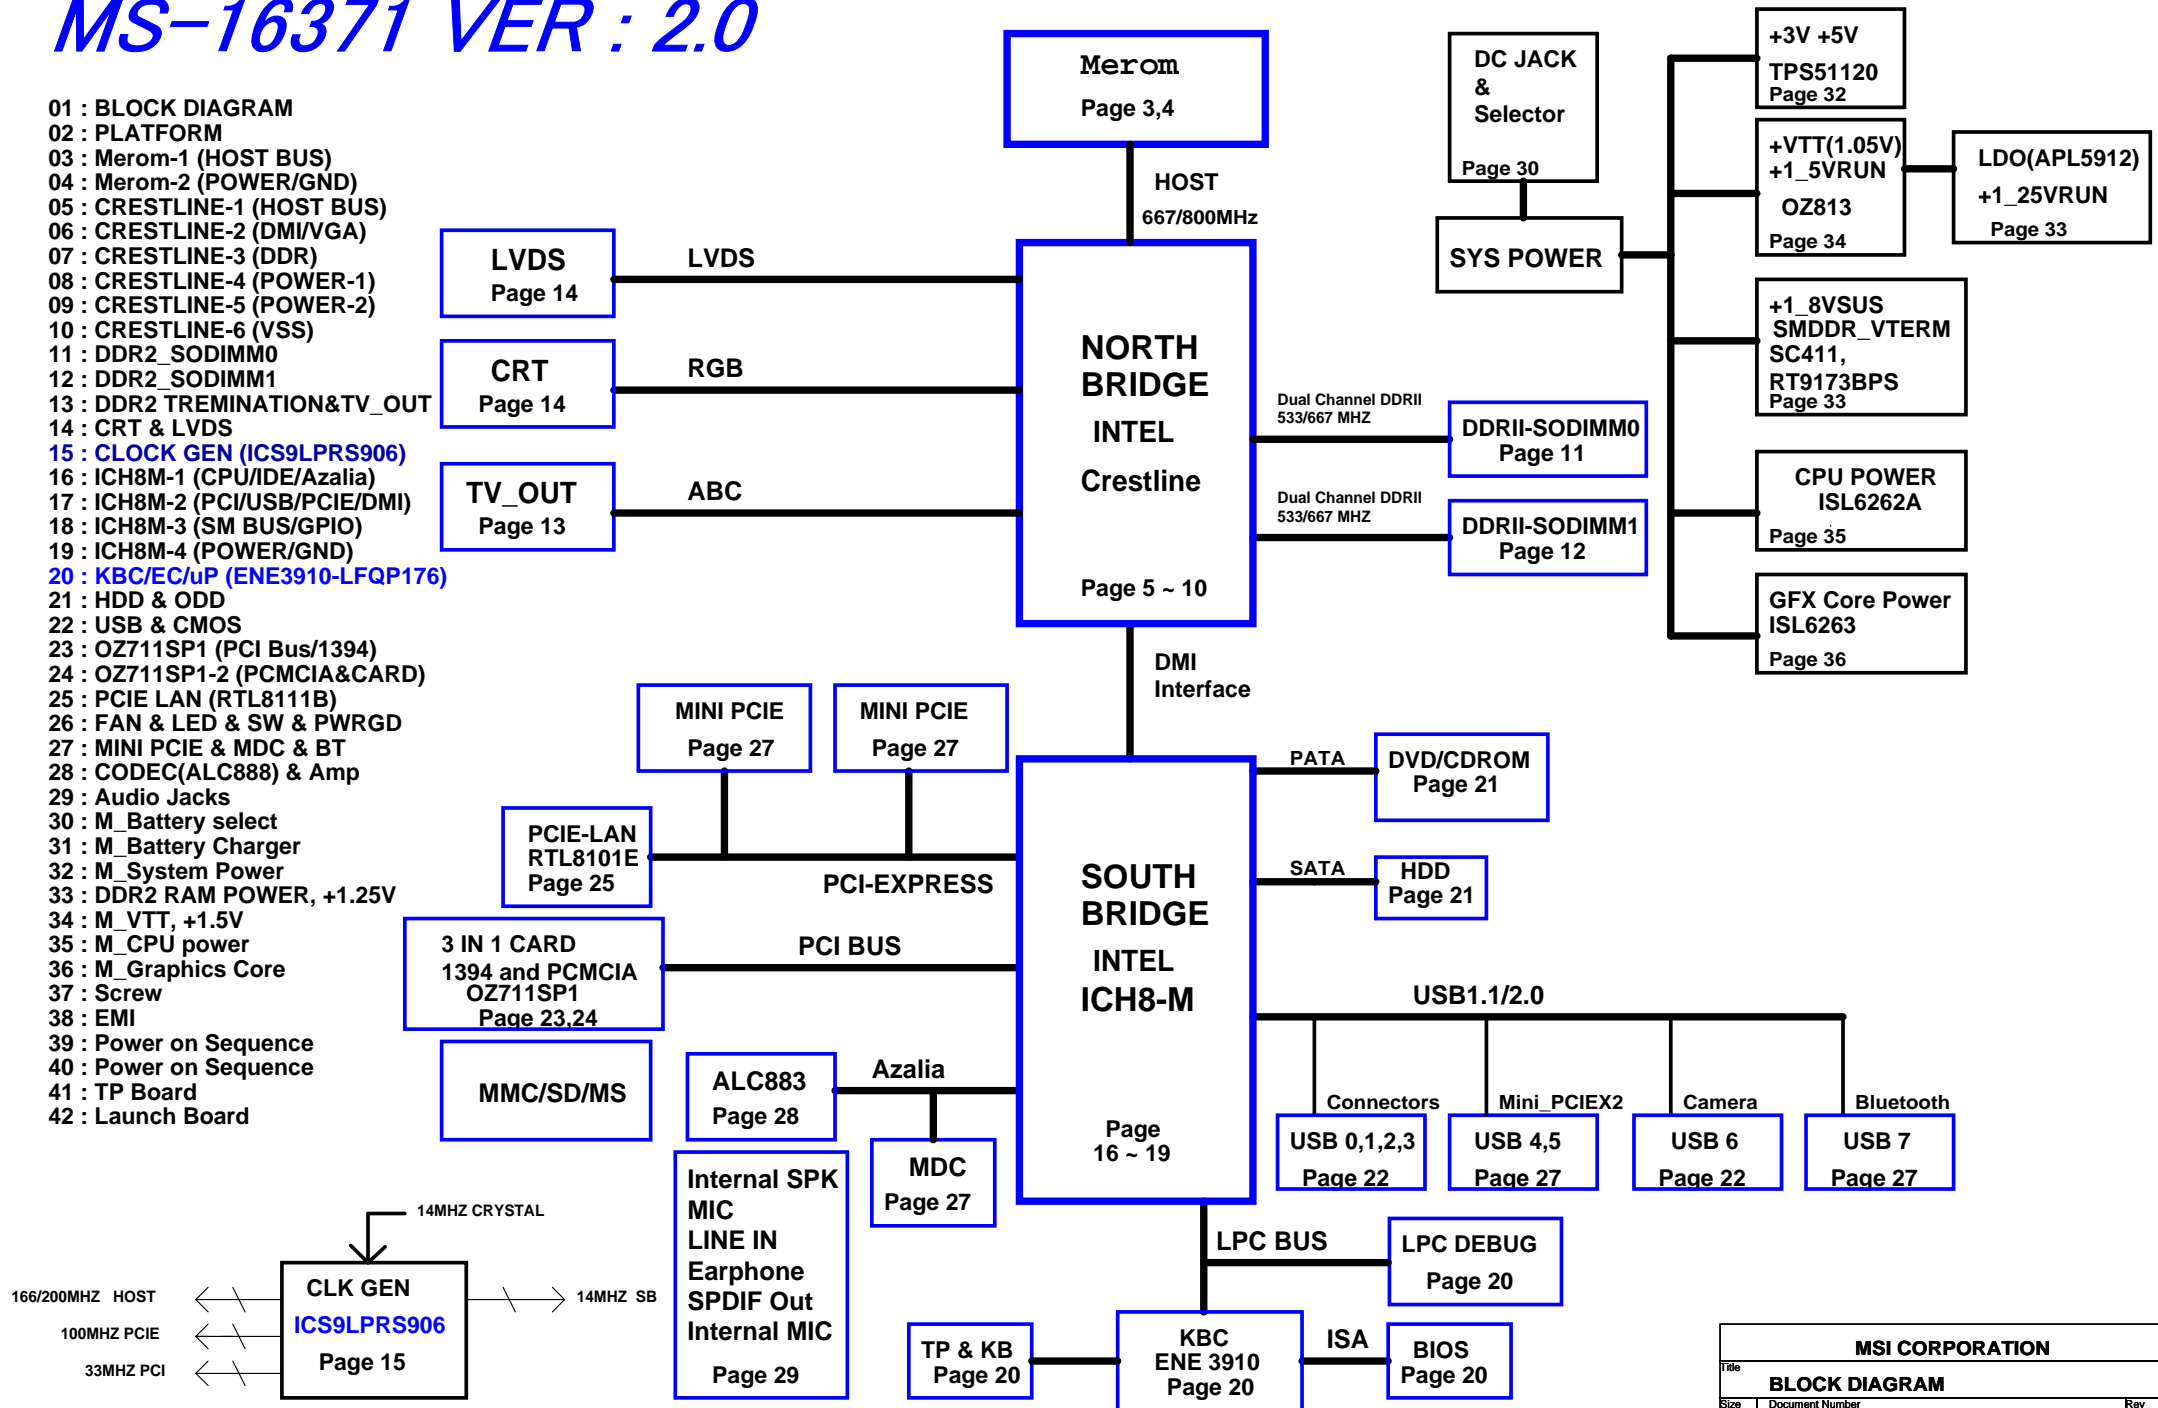 MS-16371 VER : 2.0
01 : BLOCK DIAGRAM
02 : PLATFORM
03 : Merom-1 (HOST BUS)
04 : Merom-2 (POWER/GND)
05 : CRESTLINE-1 (HOST BUS)
06 : CRESTLINE-2 (DMI/VGA)
07 : CRESTLINE-3 (DDR)
08 : CRESTLINE-4 (POWER-1)
09 : CRESTLINE-5 (POWER-2)
10 : CRESTLINE-6 (VSS)
11 : DDR2_SODIMM0
12 : DDR2_SODIMM1
13 : DDR2 TREMINATION&TV_OUT
14 : CRT & LVDS
15 : CLOCK GEN (ICS9LPRS906)
16 : ICH8M-1 (CPU/IDE/Azalia)
17 : ICH8M-2 (PCI/USB/PCIE/DMI)
18 : ICH8M-3 (SM BUS/GPIO)
19 : ICH8M-4 (POWER/GND)
20 : KBC/EC/uP (ENE3910-LFQP176)
21 : HDD & ODD
22 : USB & CMOS
23 : OZ711SP1 (PCI Bus/1394)
24 : OZ711SP1-2 (PCMCIA&CARD)
25 : PCIE LAN (RTL8111B)
26 : FAN & LED & SW & PWRGD
27 : MINI PCIE & MDC & BT
28 : CODEC(ALC888) & Amp
29 : Audio Jacks
30 : M_Battery select
31 : M_Battery Charger
32 : M_System Power
33 : DDR2 RAM POWER, +1.25V
34 : M_VTT, +1.5V
35 : M_CPU power
36 : M_Graphics Core
37 : Screw
38 : EMI
39 : Power on Sequence
40 : Power on Sequence
41 : TP Board
42 : Launch Board
Merom
Page 3,4
HOST
667/800MHz
LVDS
Page 14
LVDS
CRT
Page 14
RGB
TV_OUT
Page 13
ABC
NORTH
BRIDGE
INTEL
Crestline
Page 5 ~ 10
Dual Channel DDRII
533/667 MHZ
DDRII-SODIMM0
Page 11
Dual Channel DDRII
533/667 MHZ
DDRII-SODIMM1
Page 12
DC JACK
&
Selector
Page 30
SYS POWER
+3V +5V
TPS51120
Page 32
+VTT(1.05V)
+1_5VRUN
OZ813
Page 34
LDO(APL5912)
+1_25VRUN
Page 33
+1_8VSUS
SMDDR_VTERM
SC411,
RT9173BPS
Page 33
CPU POWER
ISL6262A
Page 35
GFX Core Power
ISL6263
Page 36
DMI
Interface
MINI PCIE
Page 27
MINI PCIE
Page 27
PCIE-LAN
RTL8101E
Page 25
PCI-EXPRESS
3 IN 1 CARD
1394 and PCMCIA
OZ711SP1
Page 23,24
PCI BUS
MMC/SD/MS
SOUTH
BRIDGE
INTEL
ICH8-M
Page
16 ~ 19
PATA
DVD/CDROM
Page 21
SATA
HDD
Page 21
USB1.1/2.0
Connectors
USB 0,1,2,3
Page 22
Mini_PCIEX2
USB 4,5
Page 27
Camera
USB 6
Page 22
Bluetooth
USB 7
Page 27
ALC883
Page 28
Azalia
MDC
Page 27
Internal SPK
MIC
LINE IN
Earphone
SPDIF Out
Internal MIC
Page 29
LPC BUS
LPC DEBUG
Page 20
TP & KB
Page 20
KBC
ENE 3910
Page 20
ISA
BIOS
Page 20
14MHZ CRYSTAL
CLK GEN
ICS9LPRS906
Page 15
166/200MHZ HOST
100MHZ PCIE
33MHZ PCI
14MHZ SB
MSI CORPORATION
Title
BLOCK DIAGRAM
Size Document Number Rev